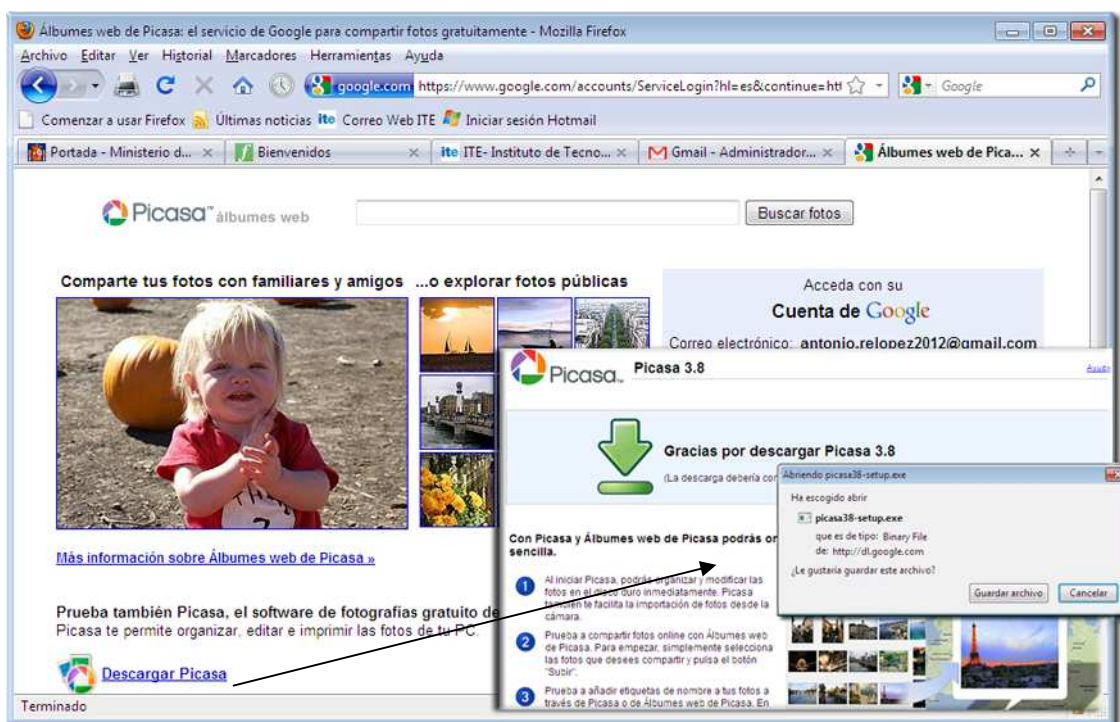 Álbumes web de Picasa: el servicio de Google para compartir fotos gratuitamente - Mozilla Firefox
Archivo Editar Ver Historial Marcadores Herramientas Ayuda
google.com https://www.google.com/accounts/ServiceLogin?hl=es&continue=htt
Google
Comenzar a usar Firefox Últimas noticias ite Correo Web ITE Iniciar sesión Hotmail
Portada - Ministerio d... Bienvenidos ite ITE- Instituto de Tecno... Gmail - Administrador... Álbumes web de Pica...
Picasa™ álbumes web
Buscar fotos
Comparte tus fotos con familiares y amigos
...o explorar fotos públicas
Acceda con su
Cuenta de Google
Correo electrónico: antonio.relopez2012@gmail.com
Más información sobre Álbumes web de Picasa »
Prueba también Picasa, el software de fotografías gratuito de
Picasa te permite organizar, editar e imprimir las fotos de tu PC.
Descargar Picasa
Terminado
Picasa™ Picasa 3.8
Ayuda
Gracias por descargar Picasa 3.8
(La descarga debería con
Con Picasa y Álbumes web de Picasa podrás or
sencilla.
1 Al iniciar Picasa, podrás organizar y modificar las
fotos en el disco duro inmediatamente. Picasa
también te facilita la importación de fotos desde la
cámara.
2 Prueba a compartir fotos online con Álbumes web
de Picasa. Para empezar, simplemente selecciona
las fotos que desees compartir y pulsa el botón
"Subir".
3 Prueba a añadir etiquetas de nombre a tus fotos a
través de Picasa o de Álbumes web de Picasa. En
Abriendo picasa38-setup.exe
Ha escogido abrir
picasa38-setup.exe
que es de tipo: Binary File
de: http://dl.google.com
¿Le gustaría guardar este archivo?
Guardar archivo Cancelar